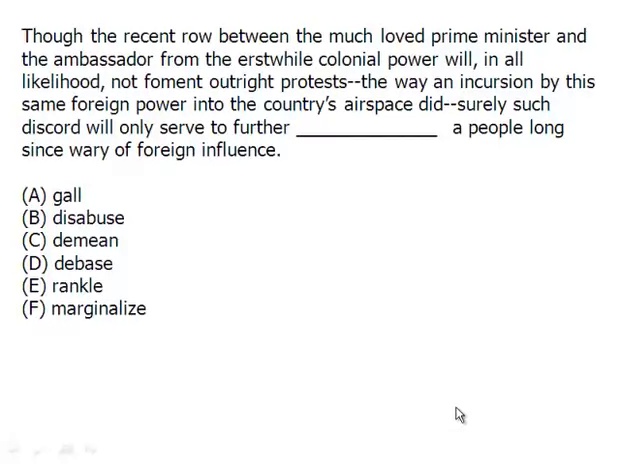 Though the recent row between the much loved prime minister and
the ambassador from the erstwhile colonial power will, in all
likelihood, not foment outright protests--the way an incursion by this
same foreign power into the country's airspace did--surely such
discord will only serve to further _______________ a people long
since wary of foreign influence.
(A) gall
(B) disabuse
(C) demean
(D) debase
(E) rankle
(F) marginalize